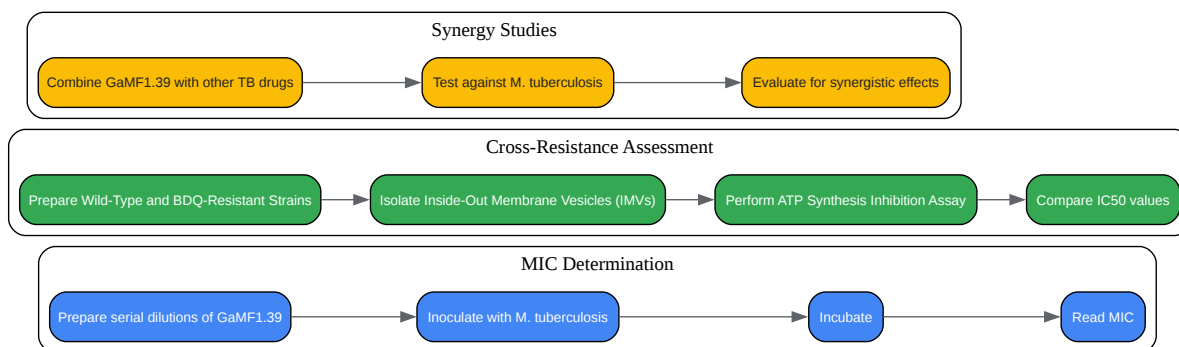 Synergy Studies
Combine GaMF1.39 with other TB drugs
Test against M. tuberculosis
Evaluate for synergistic effects
Cross-Resistance Assessment
Prepare Wild-Type and BDQ-Resistant Strains
Isolate Inside-Out Membrane Vesicles (IMVs)
Perform ATP Synthesis Inhibition Assay
Compare IC50 values
MIC Determination
Prepare serial dilutions of GaMF1.39
Inoculate with M. tuberculosis
Incubate
Read MIC